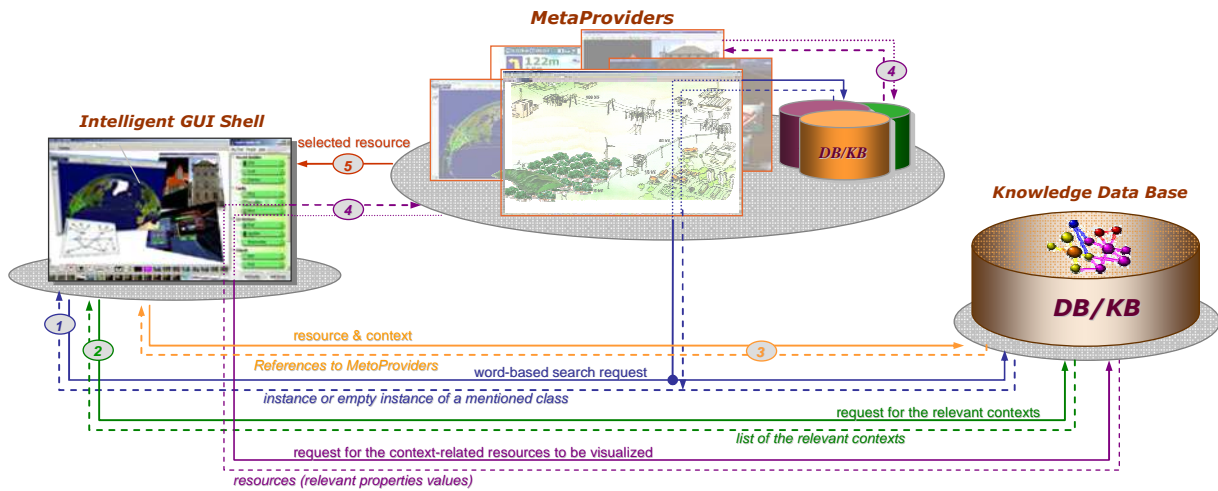 MetaProviders
122m
4
Intelligent GUI Shell
DB/KB
selected resource
5
Knowledge Data Base
4
DB/KB
1
resource & context
2
3
References to MetoProviders
word-based search request
instance or empty instance of a mentioned class
request for the relevant contexts
list of the relevant contexts
request for the context-related resources to be visualized
resources (relevant properties values)